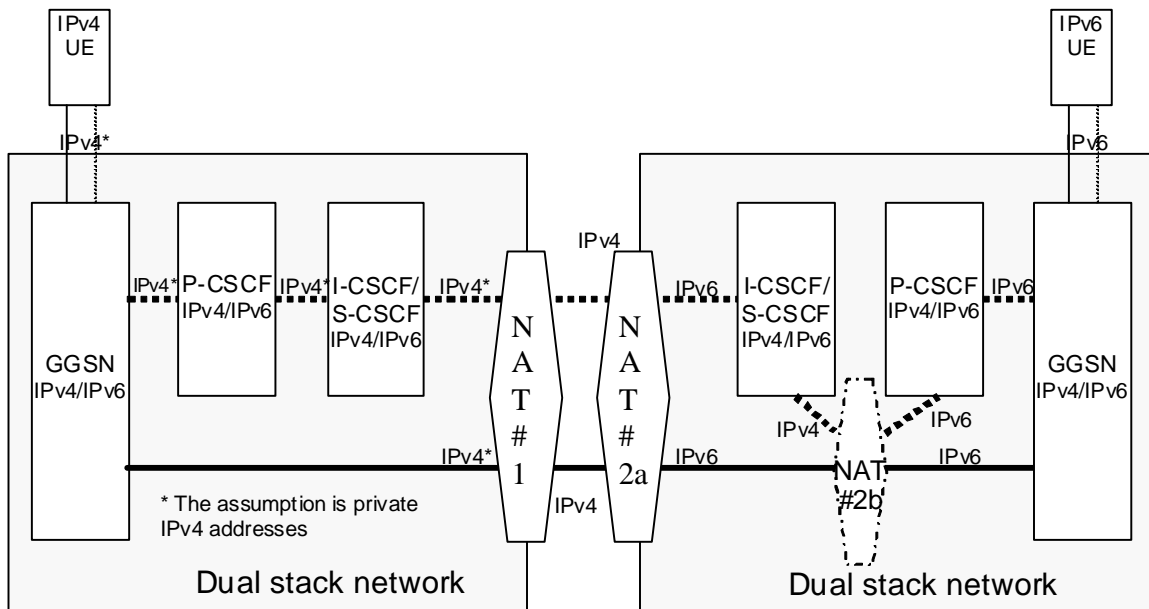 IPv4
UE
IPv6
UE
IPv4*
IPv6
IPv4
IPv4*
P-CSCF
IPv4/IPv6
IPv4*
I-CSCF/
S-CSCF
IPv4/IPv6
IPv4*
N
A
T
#
1
N
A
T
#
2a
IPv6
I-CSCF/
S-CSCF
IPv4/IPv6
P-CSCF
IPv4/IPv6
IPv6
GGSN
IPv4/IPv6
GGSN
IPv4/IPv6
IPv4
IPv6
IPv4*
IPv6
NAT
#2b
IPv6
IPv4
* The assumption is private
IPv4 addresses
Dual stack network
Dual stack network